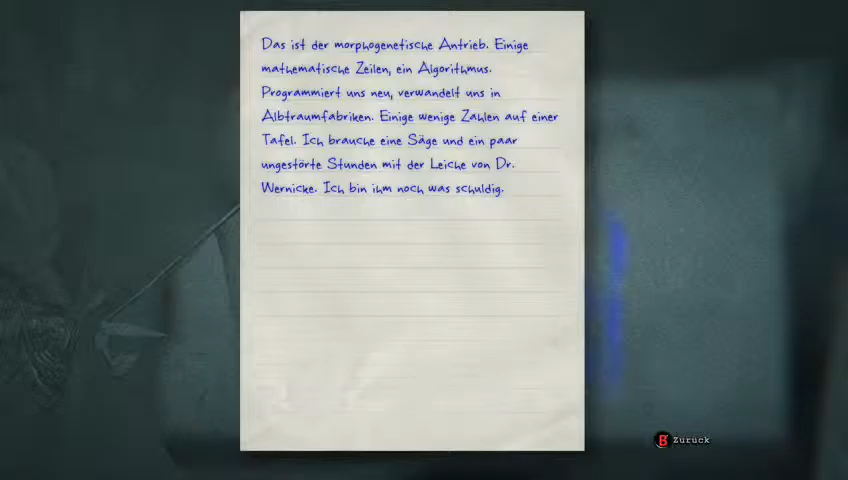 Das ist der morphogenetische Antrieb. Einige
mathematische Zeilen, ein Algorithmus.
Programmiert uns neu, verwandelt uns in
Albtraumfabriken. Einige wenige Zahlen auf einer
Tafel. Ich brauche eine Säge und ein paar
ungestörte Stunden mit der Leiche von Dr.
Wernicke. Ich bin ihm noch was schuldig.
B Zurück